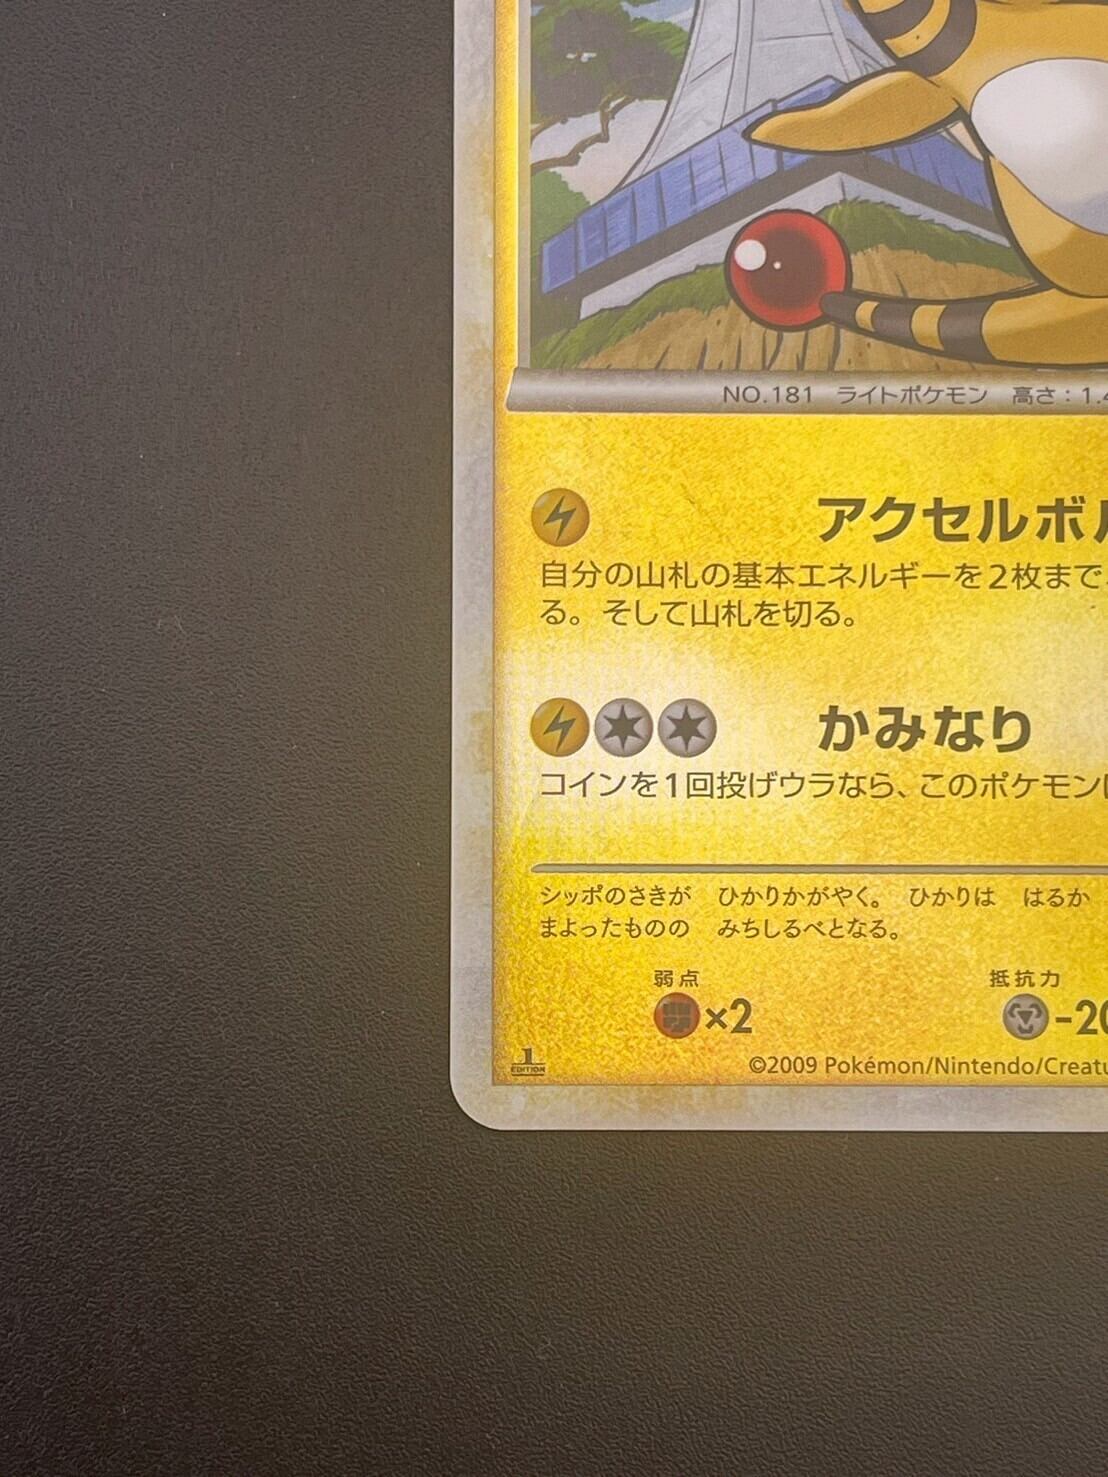 NO.181 ライトポケモン 高さ：1.4
アクセルボル
自分の山札の基本エネルギーを2枚まで、
る。そして山札を切る。
かみなり
コインを1回投げウラなら、このポケモンに
シッポのさきが ひかりかがやく。 ひかりは はるか
まよったものの みちしるべとなる。
弱点 抵抗力
×2 -20
1 EDITION ©2009 Pokémon/Nintendo/Creatu